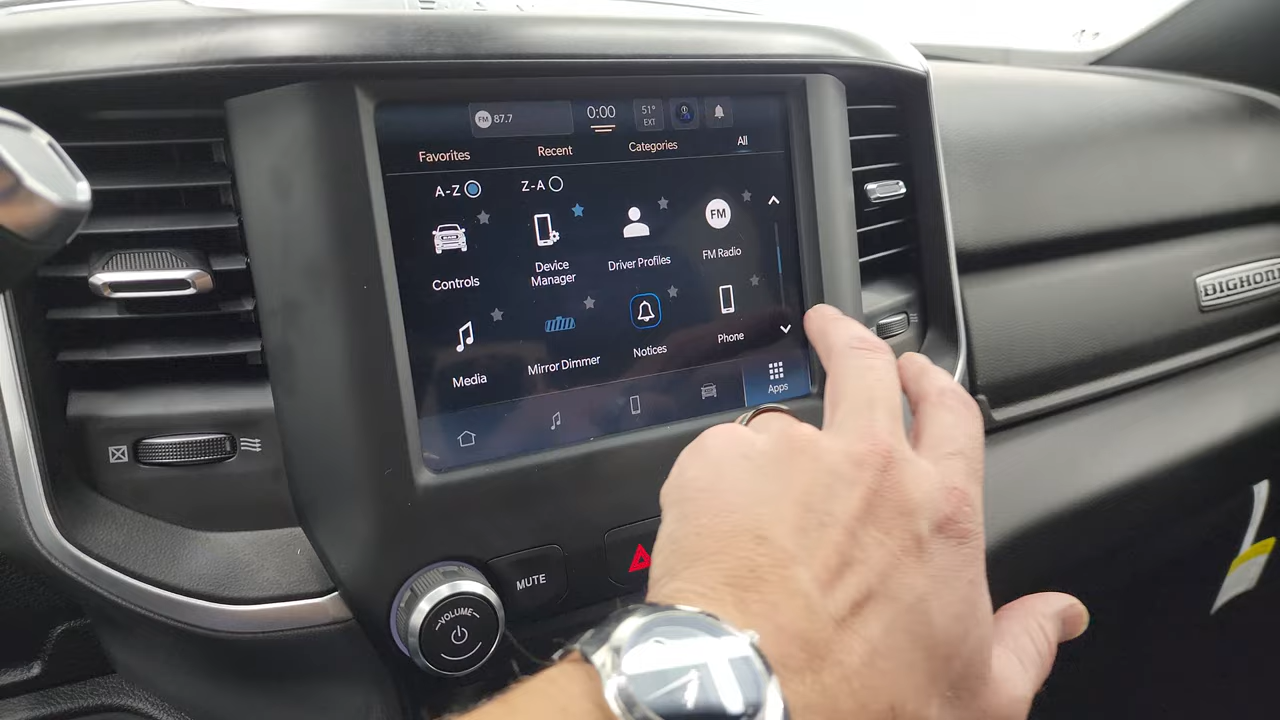 FM 87.7
0:00
51°
EXT
Favorites Recent Categories All
A-Z Z-A
FM
Controls
Device
Manager
Driver Profiles
FM Radio
Media
Mirror Dimmer
Notices
Phone
Apps
MUTE
VOLUME
BIGHORN